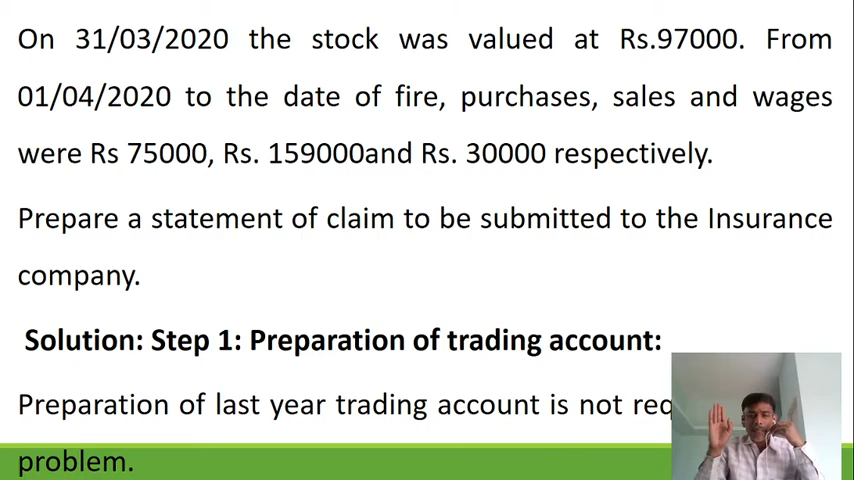 On 31/03/2020 the stock was valued at Rs.97000. From
01/04/2020 to the date of fire, purchases, sales and wages
were Rs 75000, Rs. 159000and Rs. 30000 respectively.
Prepare a statement of claim to be submitted to the Insurance
company.
Solution: Step 1: Preparation of trading account:
Preparation of last year trading account is not
problem.